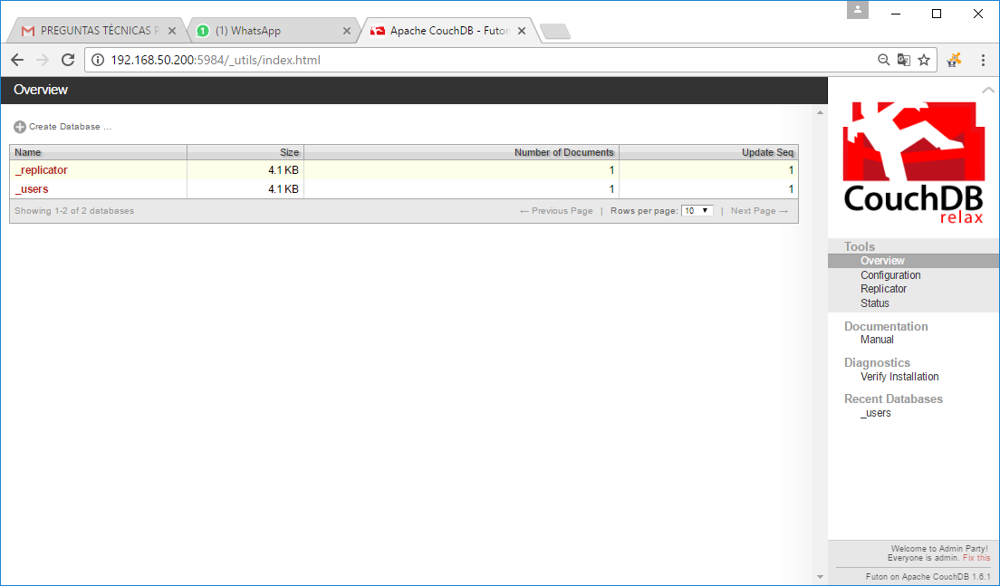 PREGUNTAS TÉCNICAS P
(1) WhatsApp
Apache CouchDB - Futon
192.168.50.200:5984/_utils/index.html
Overview
Create Database ...
Name Size Number of Documents Update Seq
_replicator 4.1 KB 1 1
_users 4.1 KB 1 1
Showing 1-2 of 2 databases ← Previous Page | Rows per page: 10 | Next Page →
CouchDB
relax
Tools
Overview
Configuration
Replicator
Status
Documentation
Manual
Diagnostics
Verify Installation
Recent Databases
_users
Welcome to Admin Party!
Everyone is admin. Fix this
Futon on Apache CouchDB 1.6.1